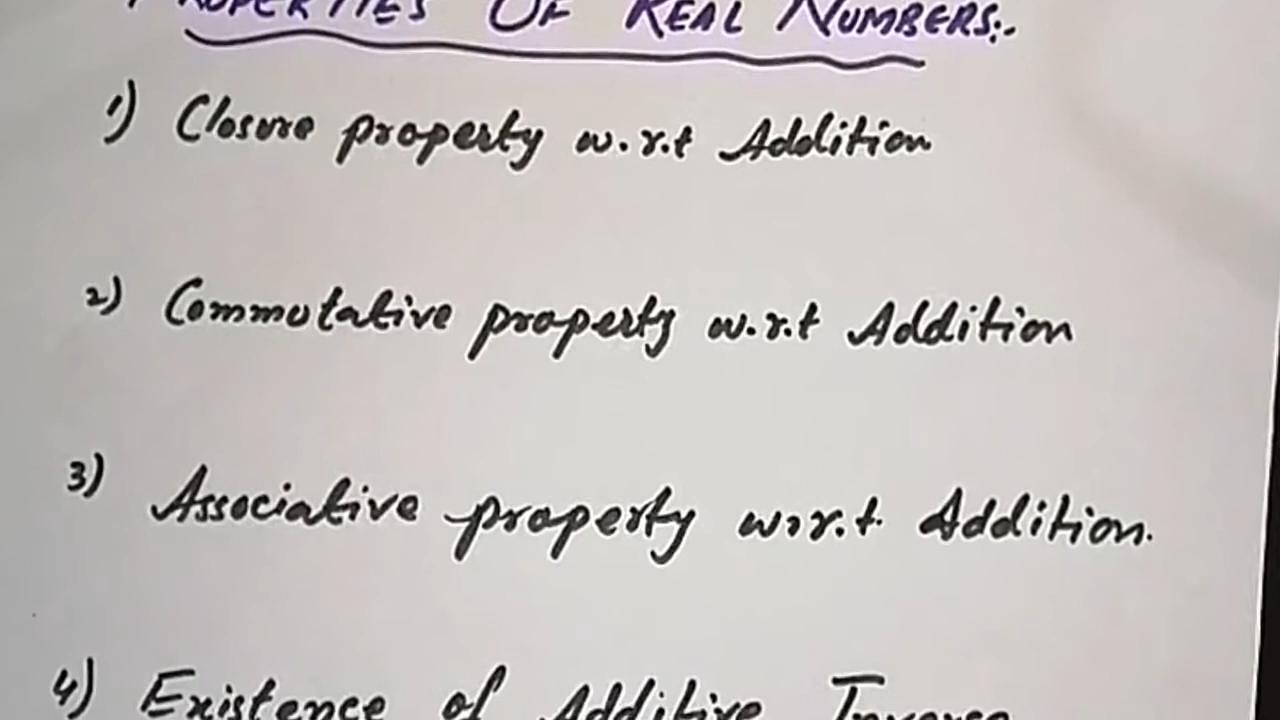 PROPERTIES OF REAL NUMBERS:.
1) Closure property w.r.t Addition
2) Commutative property w.r.t Addition
3) Associative property w.r.t. Addition.
4) Existence of Additive Inverse